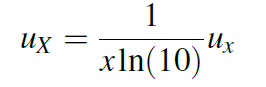 $u_X = \frac{1}{x \ln(10)} u_x$